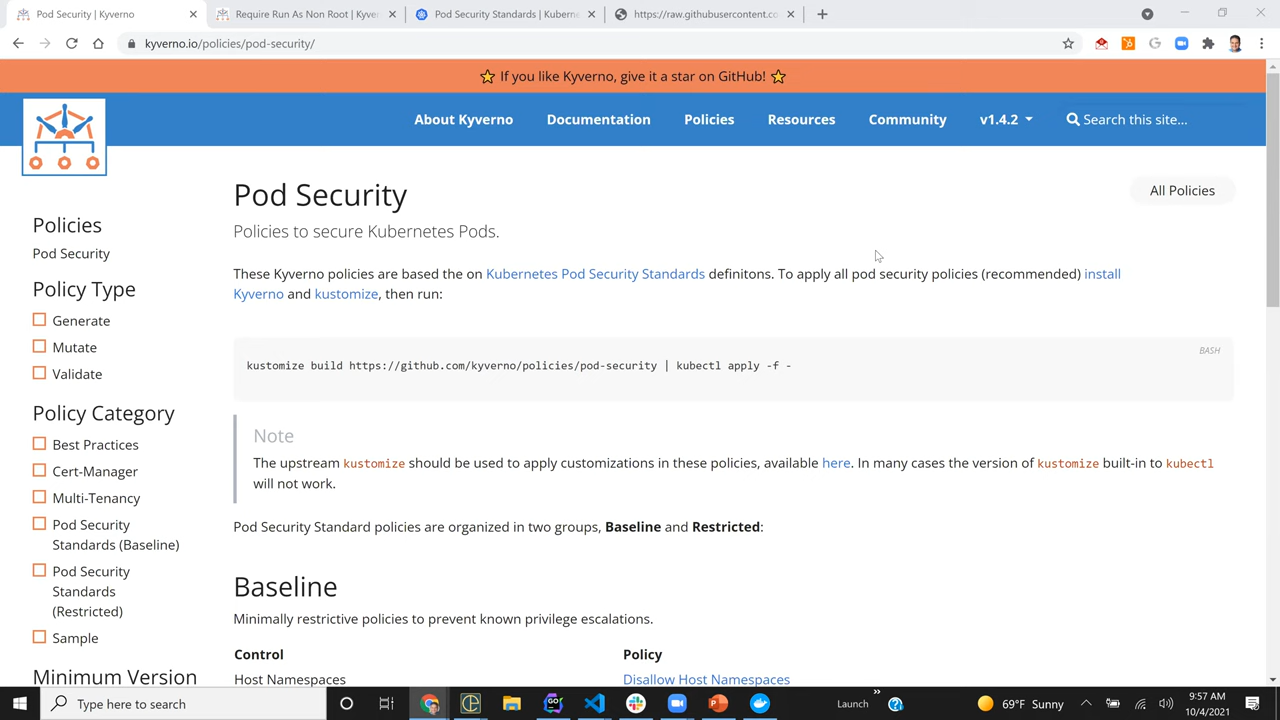 Pod Security | Kyverno
Require Run As Non Root | Kyver
Pod Security Standards | Kuberne
https://raw.githubusercontent.co
kyverno.io/policies/pod-security/
If you like Kyverno, give it a star on GitHub!
About Kyverno
Documentation
Policies
Resources
Community
v1.4.2
Search this site...
Policies
Pod Security
Policy Type
Generate
Mutate
Validate
Policy Category
Best Practices
Cert-Manager
Multi-Tenancy
Pod Security
Standards (Baseline)
Pod Security
Standards
(Restricted)
Sample
Minimum Version
Pod Security
All Policies
Policies to secure Kubernetes Pods.
These Kyverno policies are based the on Kubernetes Pod Security Standards definitons. To apply all pod security policies (recommended) install
Kyverno and kustomize, then run:
BASH
kustomize build https://github.com/kyverno/policies/pod-security | kubectl apply -f -
Note
The upstream kustomize should be used to apply customizations in these policies, available here. In many cases the version of kustomize built-in to kubectl
will not work.
Pod Security Standard policies are organized in two groups, Baseline and Restricted:
Baseline
Minimally restrictive policies to prevent known privilege escalations.
Control
Policy
Host Namespaces
Disallow Host Namespaces
Type here to search
Launch
69°F Sunny
9:57 AM
10/4/2021